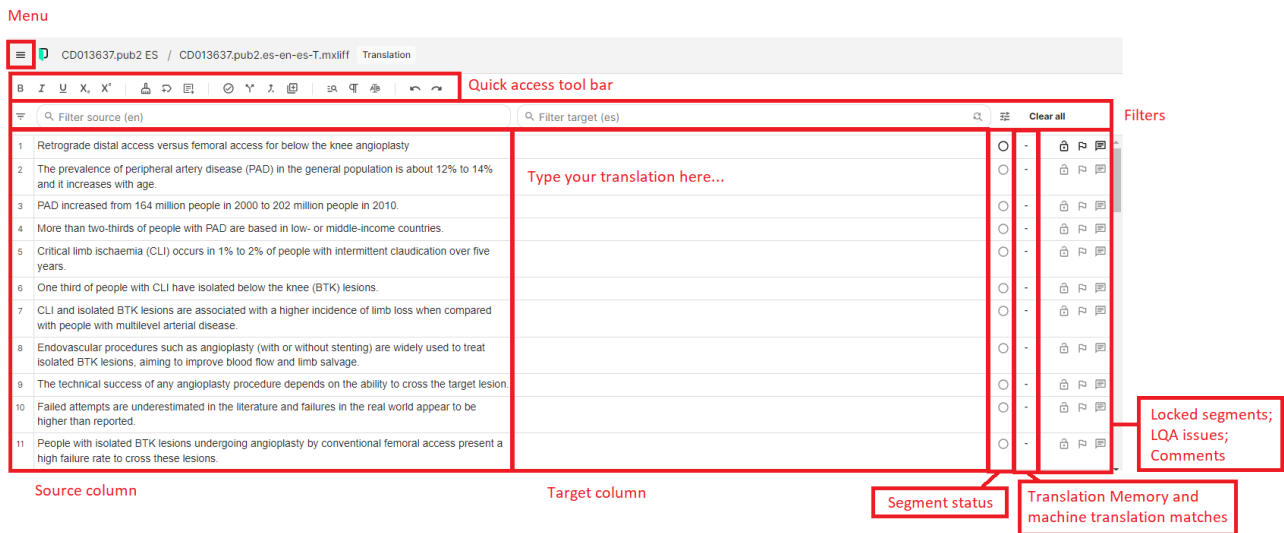 Menu
CD013637.pub2 ES / CD013637.pub2.es-en-es-T.mxliff Translation
B I U X, X˟
Quick access tool bar
Filter source (en) Filter target (es) Clear all Filters
1 Retrograde distal access versus femoral access for below the knee angioplasty -
2 The prevalence of peripheral artery disease (PAD) in the general population is about 12% to 14% -
and it increases with age.
Type your translation here...
3 PAD increased from 164 million people in 2000 to 202 million people in 2010. -
4 More than two-thirds of people with PAD are based in low- or middle-income countries. -
5 Critical limb ischaemia (CLI) occurs in 1% to 2% of people with intermittent claudication over five -
years.
6 One third of people with CLI have isolated below the knee (BTK) lesions. -
7 CLI and isolated BTK lesions are associated with a higher incidence of limb loss when compared -
with people with multilevel arterial disease.
8 Endovascular procedures such as angioplasty (with or without stenting) are widely used to treat -
isolated BTK lesions, aiming to improve blood flow and limb salvage.
9 The technical success of any angioplasty procedure depends on the ability to cross the target lesion. -
10 Failed attempts are underestimated in the literature and failures in the real world appear to be -
higher than reported.
11 People with isolated BTK lesions undergoing angioplasty by conventional femoral access present a -
high failure rate to cross these lesions.
Locked segments;
LQA issues;
Comments
Source column
Target column
Segment status
Translation Memory and
machine translation matches